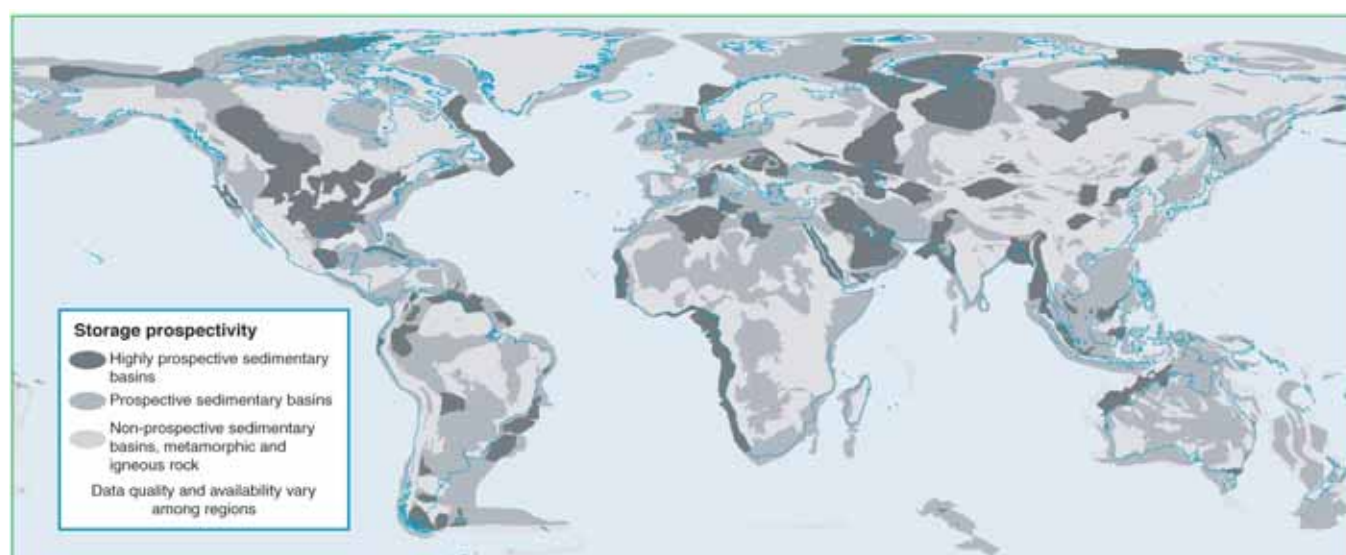 Storage prospectivity
Highly prospective sedimentary
basins
Prospective sedimentary basins
Non-prospective sedimentary
basins, metamorphic and
igneous rock
Data quality and availability vary
among regions